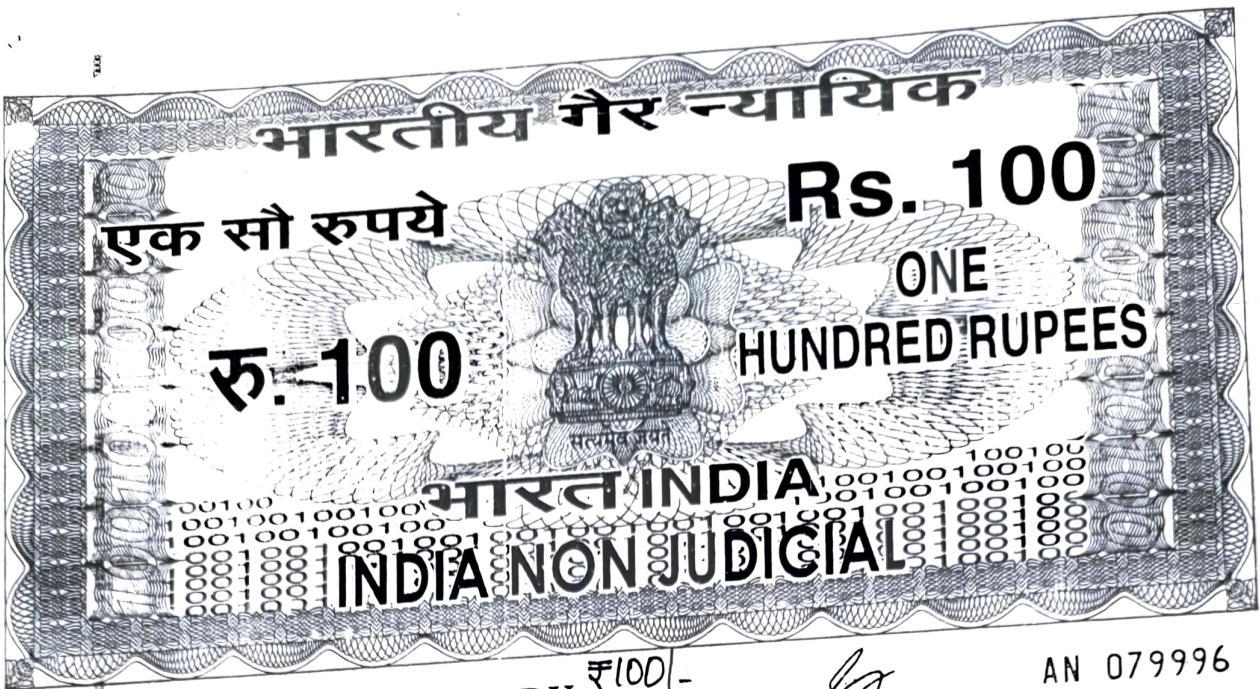 भारतीय गैर न्यायिक
एक सौ रुपये
Rs. 100
रु. 100
ONE
HUNDRED RUPEES
सत्यमेव जयते
भारत INDIA
INDIA NON JUDICIAL
₹100/-
AN 079996